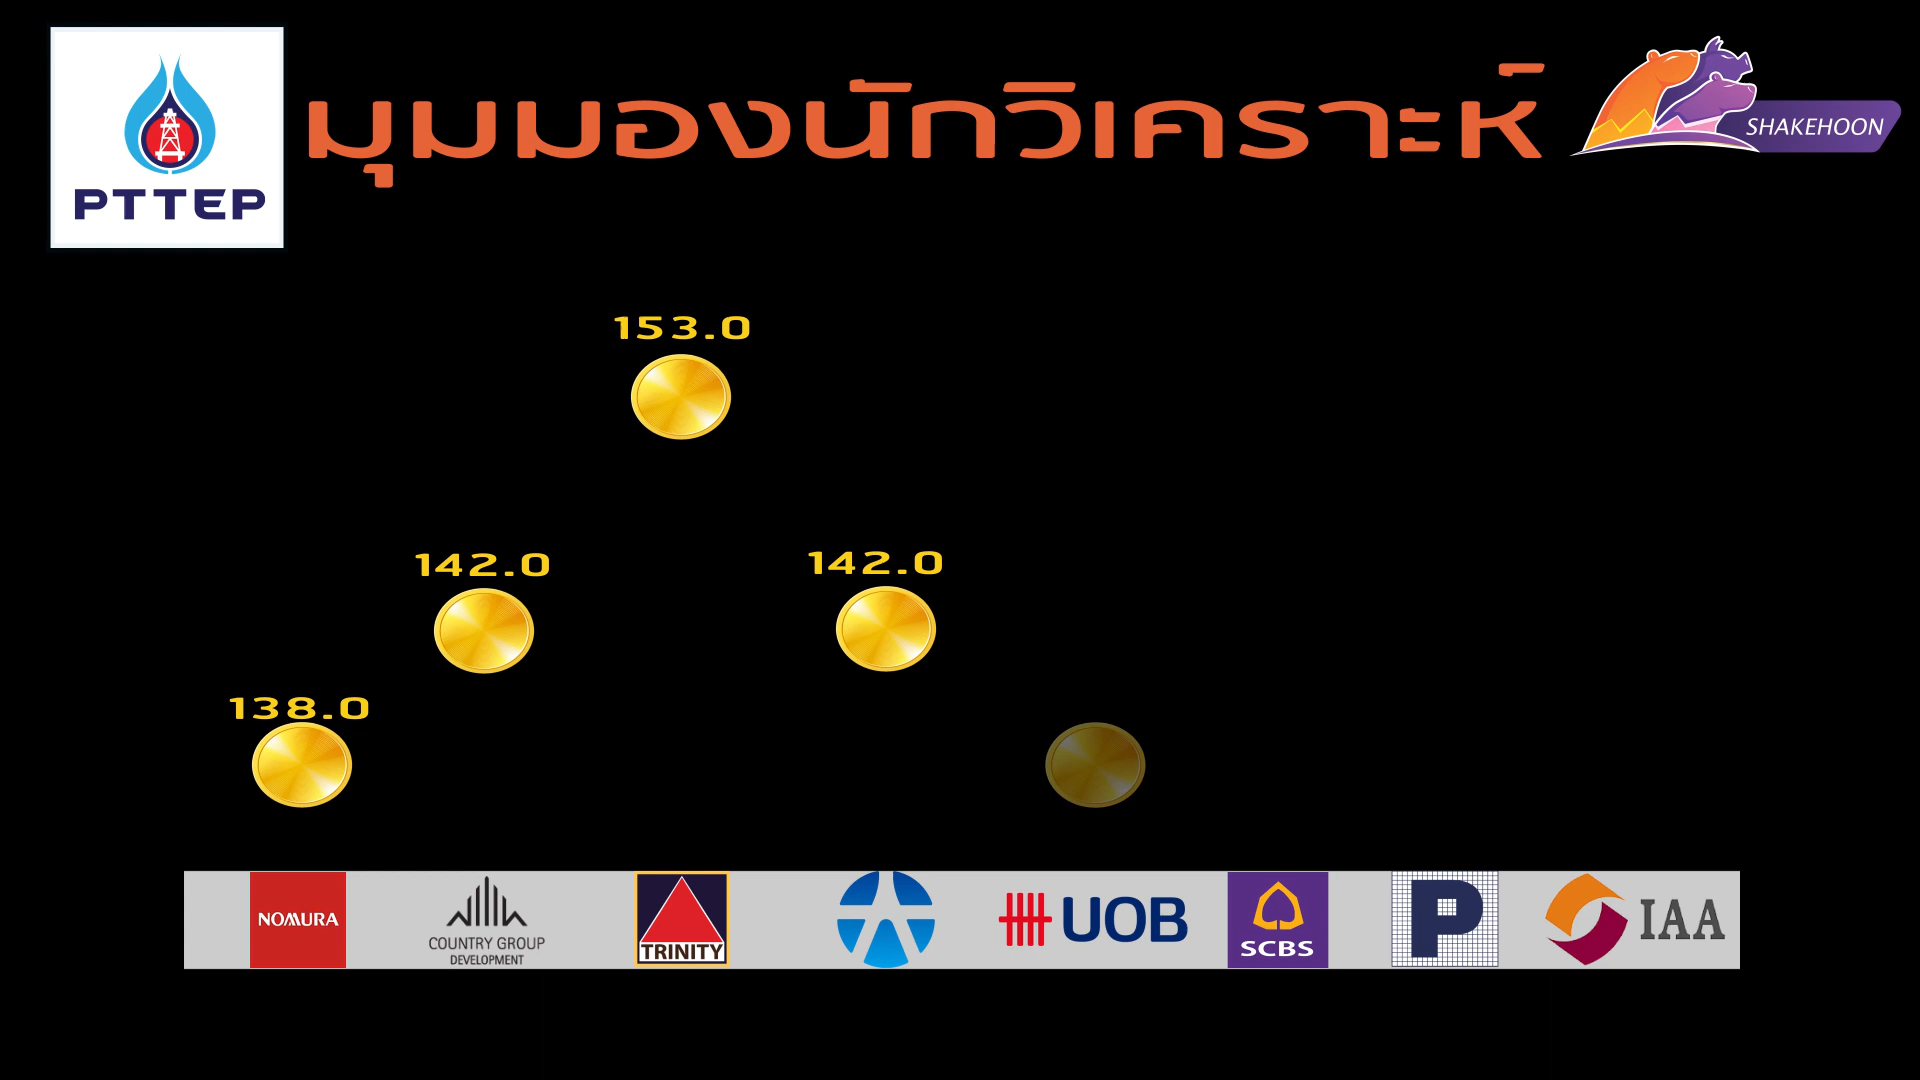 PTTEP
มุมมองนักวิเคราะห์
SHAKEHOON
153.0
142.0
142.0
138.0
NOMURA
COUNTRY GROUP
DEVELOPMENT
TRINITY
UOB
SCBS
P
IAA